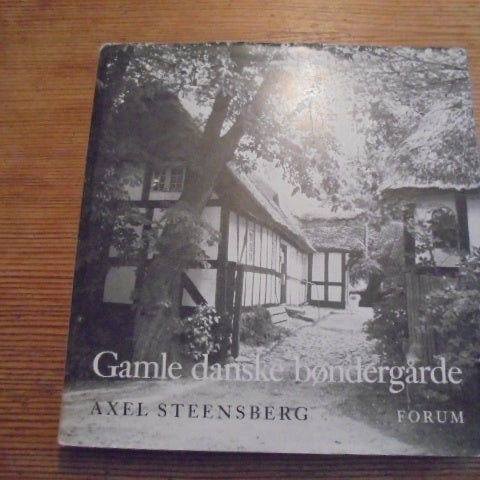 Gamle danske bøndergårde
AXEL STEENSBERG FORUM